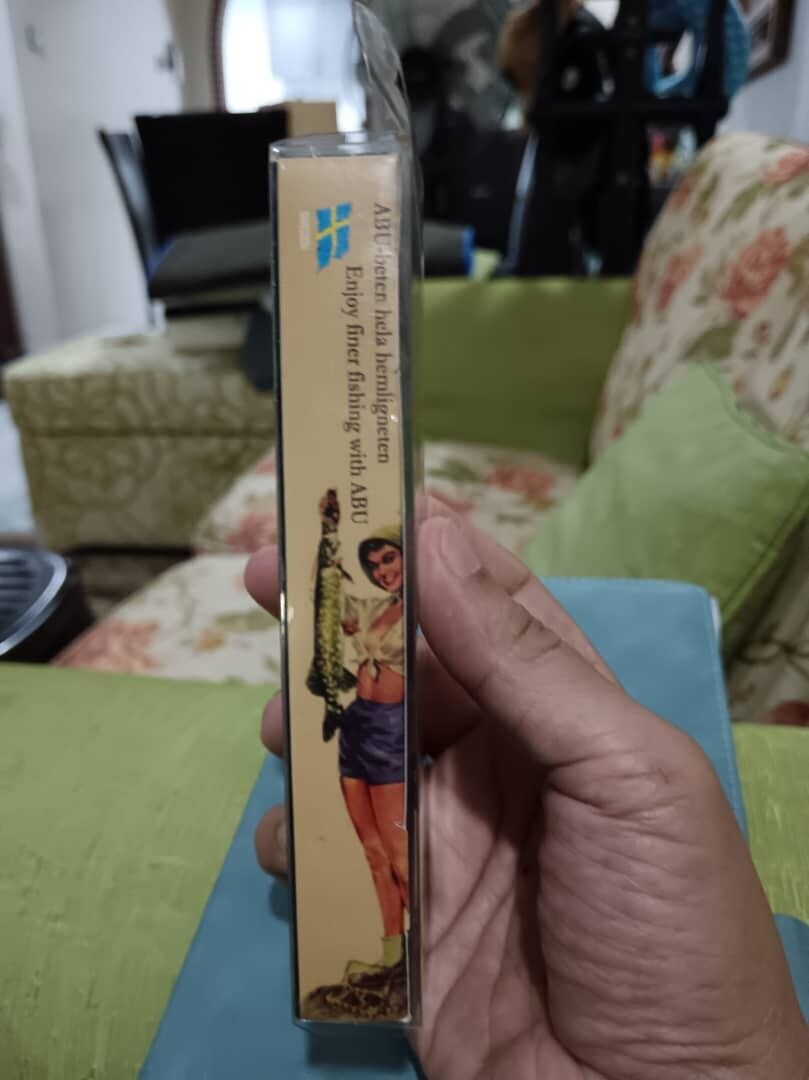 ABU-beten hela hemligheten
Enjoy finer fishing with ABU